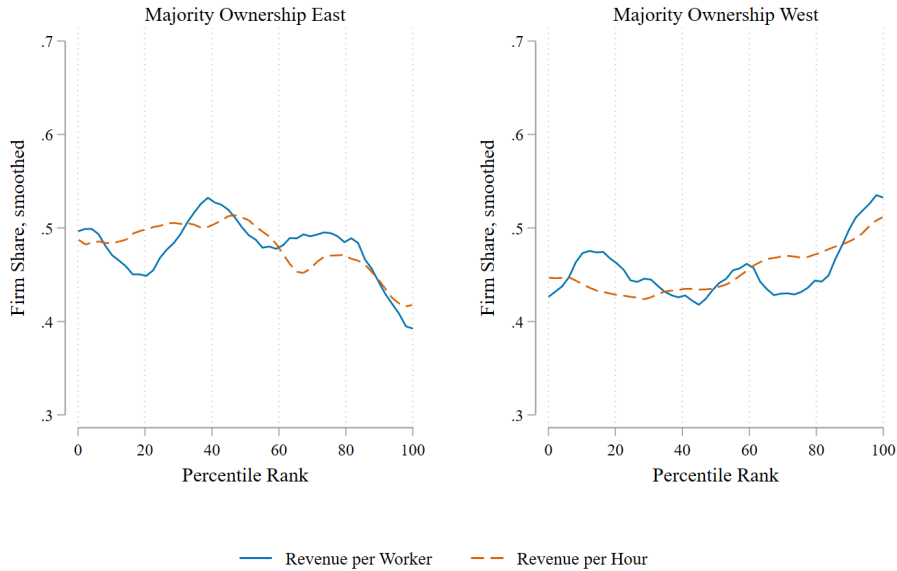 Majority Ownership East
Majority Ownership West
Firm Share, smoothed
.7
.6
.5
.4
.3
0 20 40 60 80 100
Percentile Rank
Firm Share, smoothed
.7
.6
.5
.4
.3
0 20 40 60 80 100
Percentile Rank
Revenue per Worker
Revenue per Hour